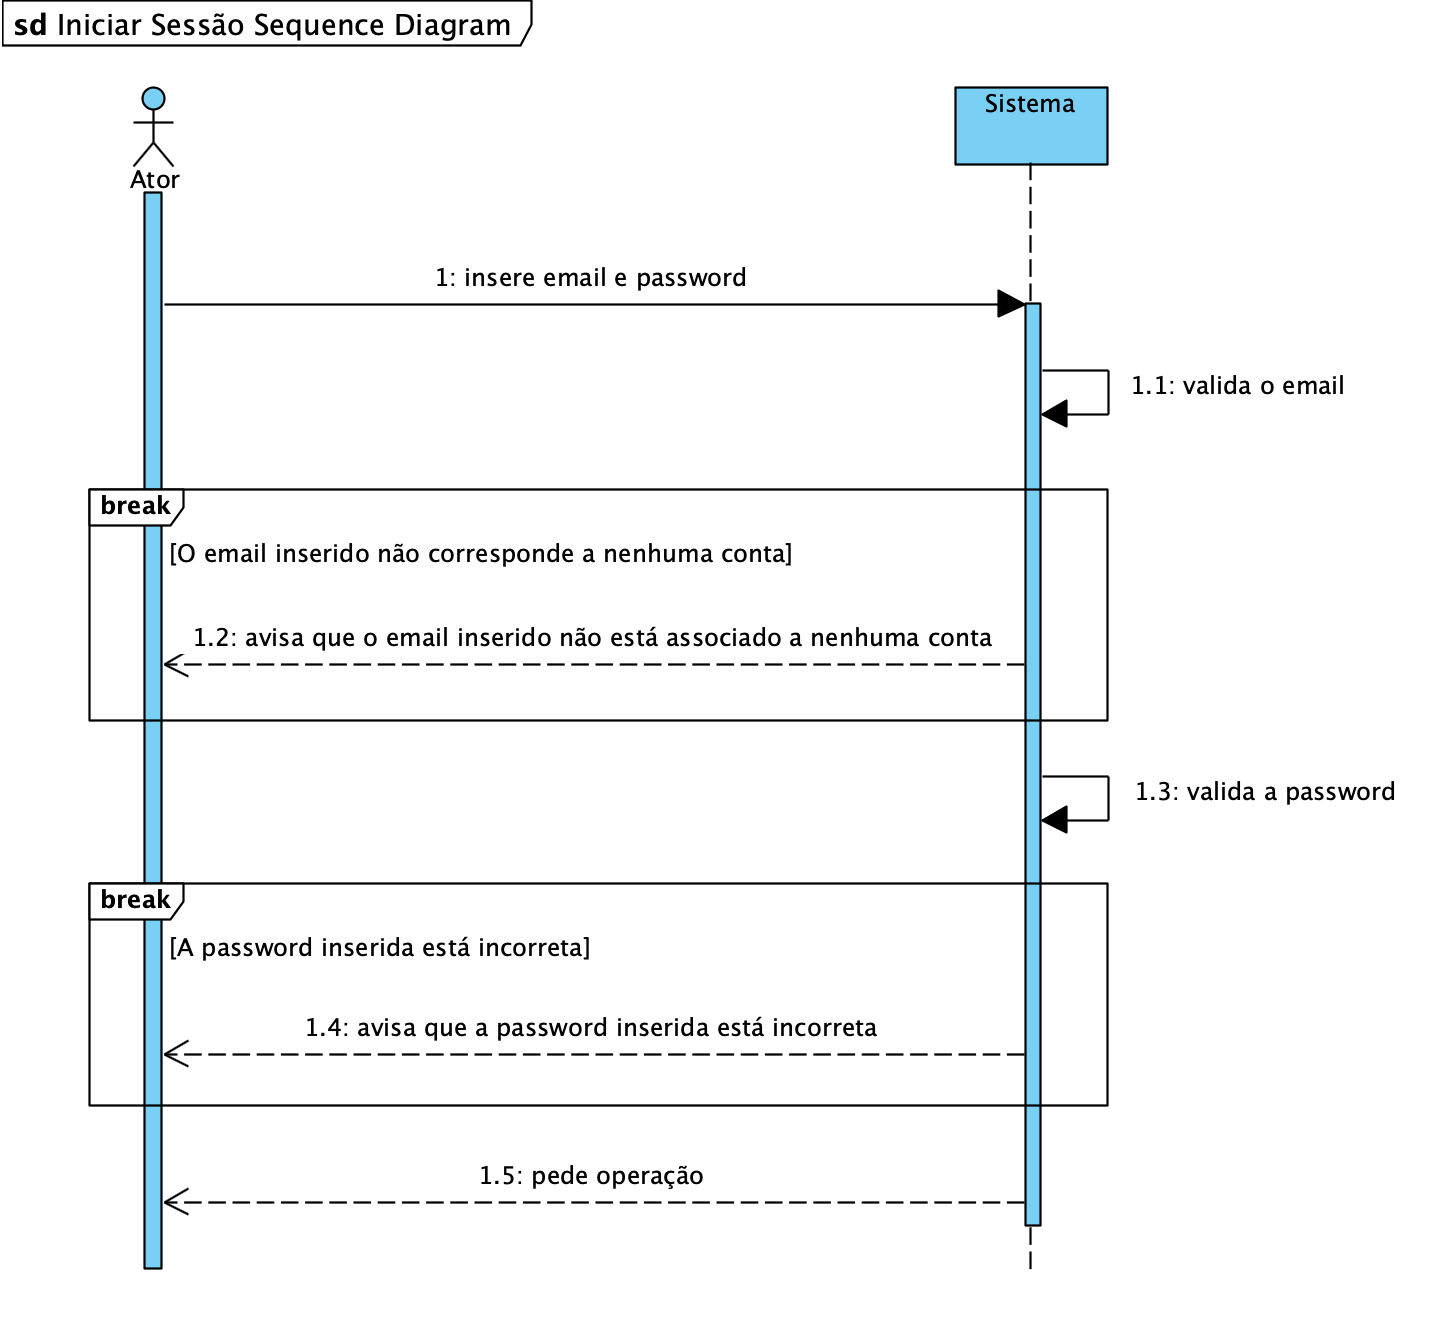 sd Iniciar Sessão Sequence Diagram
Sistema
Ator
1: insere email e password
1.1: valida o email
break
[O email inserido não corresponde a nenhuma conta]
1.2: avisa que o email inserido não está associado a nenhuma conta
1.3: valida a password
break
[A password inserida está incorreta]
1.4: avisa que a password inserida está incorreta
1.5: pede operação